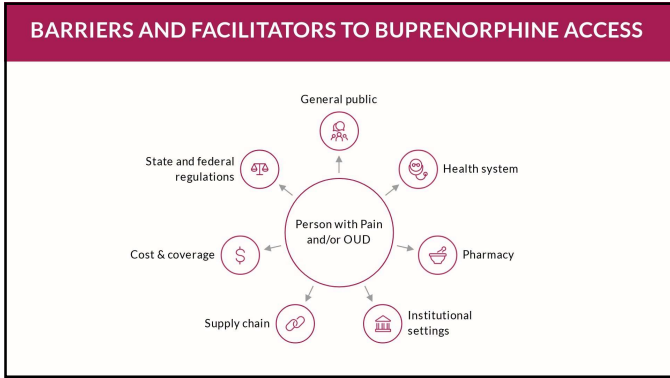 BARRIERS AND FACILITATORS TO BUPRENORPHINE ACCESS
General public
State and federal
regulations
Health system
Person with Pain
and/or OUD
Cost & coverage
$
Pharmacy
Supply chain
Institutional
settings